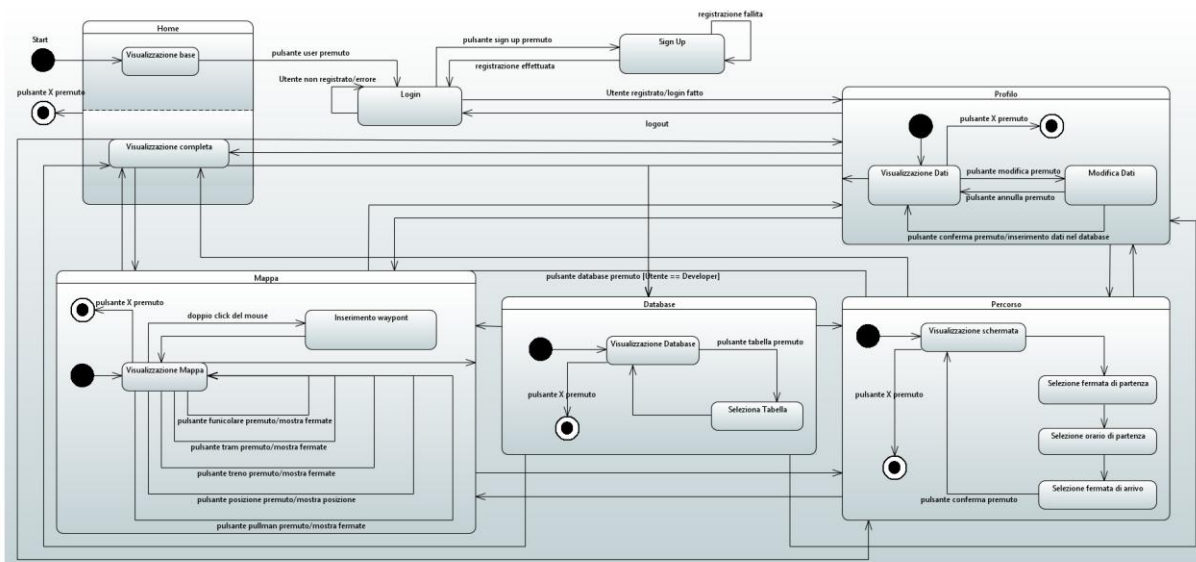 registrazione fallita
Home
Start
Visualizzazione base
pulsante user premuto
pulsante sign up premuto
Sign Up
registrazione effettuata
Utente non registrato/errore
Login
Utente registrato/login fatto
logout
pulsante X premuto
Visualizzazione completa
Profilo
pulsante X premuto
Visualizzazione Dati
pulsante modifica premuto
Modifica Dati
pulsante annulla premuto
pulsante conferma premuto/inserimento dati nel database
Mappa
pulsante database premuto [Utente == Developer]
pulsante X premuto
doppio click del mouse
Inserimento waypont
Visualizzazione Mappa
pulsante funicolare premuto/mostra fermate
pulsante tram premuto/mostra fermate
pulsante treno premuto/mostra fermate
pulsante posizione premuto/mostra posizione
pulsante pullman premuto/mostra fermate
Database
Visualizzazione Database
pulsante tabella premuto
pulsante X premuto
Seleziona Tabella
Percorso
Visualizzazione schermata
pulsante X premuto
Selezione fermata di partenza
Selezione orario di partenza
Selezione fermata di arrivo
pulsante conferma premuto